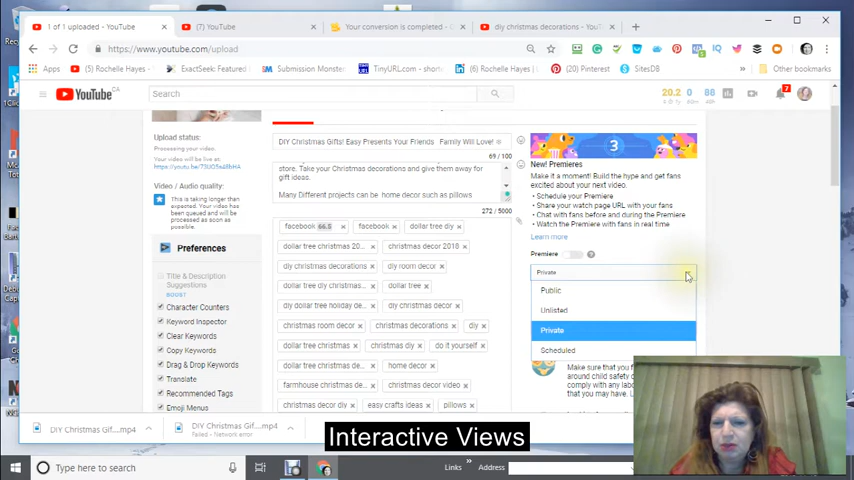 1 of 1 uploaded - YouTube
(7) YouTube
Your conversion is completed -
diy christmas decorations - YouT
https://www.youtube.com/upload
Apps
(5) Rochelle Hayes -
ExactSeek: Featured
Submission Monster
TinyURL.com - short
(5) Rochelle Hayes |
(20) Pinterest
SitesDB
Other bookmarks
YouTube CA
Search
20.2 0 88
7
Upload status:
Processing your video.
Your video will be live at:
Video / Audio quality:
This is taking longer than
expected. Your video
has been queued and
will be processed as
soon as possible.
Preferences
Title & Description
Suggestions
BOOST
Character Counters
Keyword Inspector
Clear Keywords
Copy Keywords
Drag & Drop Keywords
Translate
Recommended Tags
Emoji Menus
DIY Christmas Gifts! Easy Presents Your Friends Family Will Love!
69 / 100
store. Take your Christmas decorations and give them away for
gift ideas.
Many Different projects can be home decor such as pillows
272 / 5000
facebook 66.5 × facebook × dollar tree diy ×
dollar tree christmas 20... × christmas decor 2018 ×
diy christmas decorations × diy room decor ×
dollar tree christmas de... × dollar tree ×
diy dollar tree holiday de... × diy christmas decor ×
christmas room decor × christmas decorations × diy ×
dollar tree christmas × christmas diy × do it yourself ×
dollar tree christmas de... × home decor ×
farmhouse christmas de... × christmas decor video ×
christmas decor diy × easy crafts ideas × pillows ×
3
New! Premieres
Make it a moment! Build the hype and get fans
excited about your next video.
• Schedule your Premiere
• Share your watch page URL with your fans
• Chat with fans before and during the Premiere
• Watch the Premiere with fans in real time
Learn more
Premiere
Private
Public
Unlisted
Private
Scheduled
Make sure that you f
around child safety o
comply with any lab
that you may have. L
DIY Christmas Gif....mp4
DIY Christmas Gif....mp4
Failed - Network error
Interactive Views
Type here to search
Links »
Address